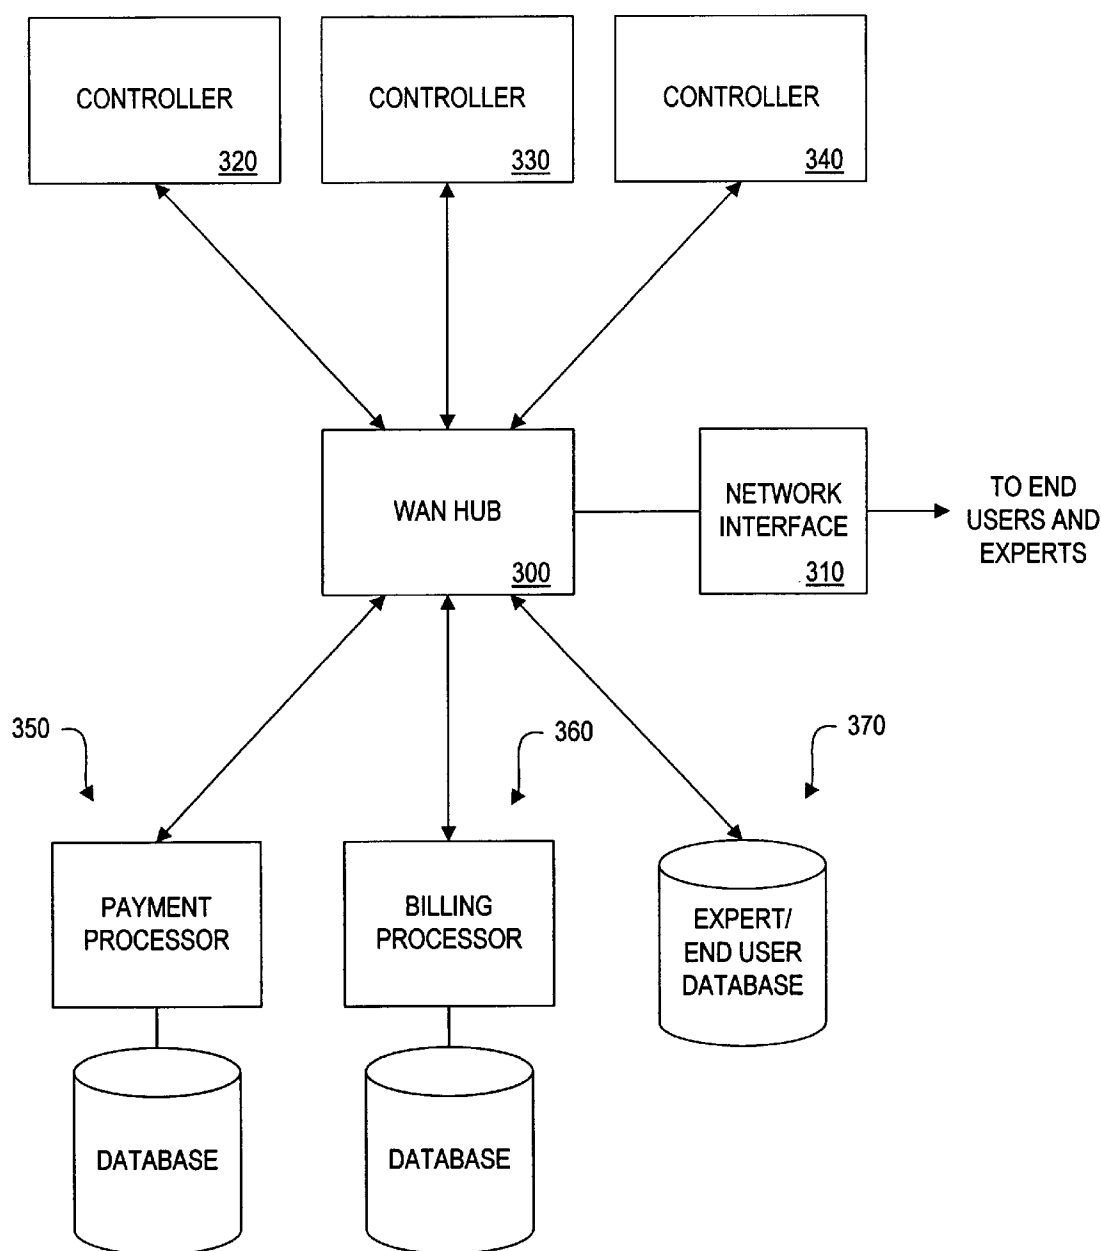 CONTROLLER
320
CONTROLLER
330
CONTROLLER
340
WAN HUB
300
NETWORK
INTERFACE
310
TO END
USERS AND
EXPERTS
350
360
370
PAYMENT
PROCESSOR
BILLING
PROCESSOR
EXPERT/
END USER
DATABASE
DATABASE
DATABASE